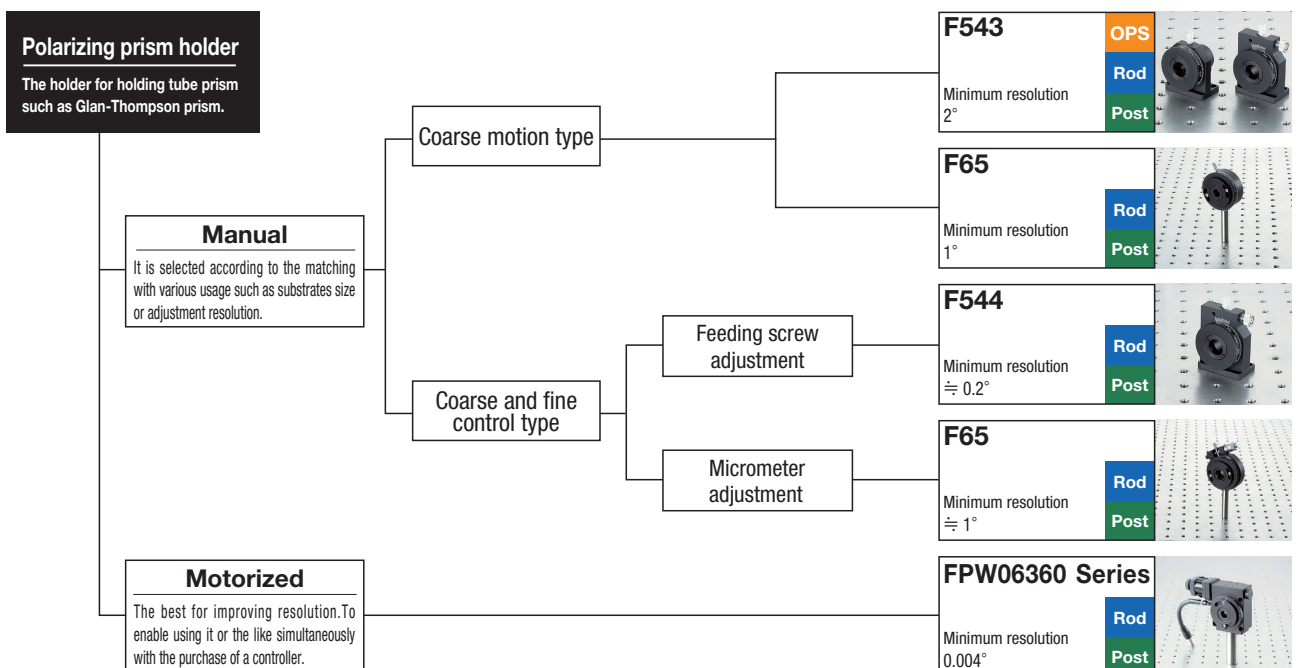 Polarizing prism holder
The holder for holding tube prism
such as Glan-Thompson prism.
Manual
It is selected according to the matching
with various usage such as substrates size
or adjustment resolution.
Motorized
The best for improving resolution.To
enable using it or the like simultaneously
with the purchase of a controller.
Coarse motion type
Coarse and fine
control type
Feeding screw
adjustment
Micrometer
adjustment
F543
OPS
Rod
Minimum resolution
2°
Post
F65
Rod
Minimum resolution
1°
Post
F544
Rod
Minimum resolution
≒ 0.2°
Post
F65
Rod
Minimum resolution
≒ 1°
Post
FPW06360 Series
Rod
Minimum resolution
0.004°
Post